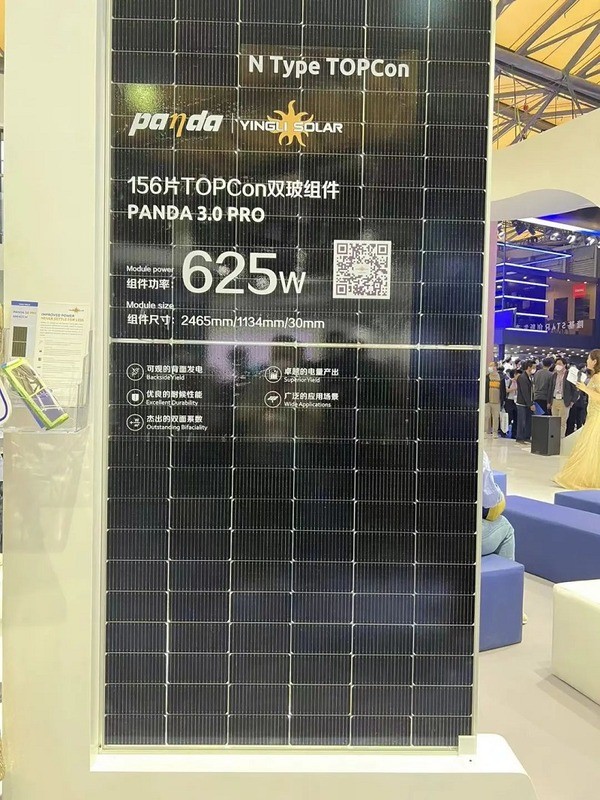 N Type TOPCon
panda YINGLI SOLAR
156片TOPCon双玻组件
PANDA 3.0 PRO
Module power
组件功率: 625W
Module size
组件尺寸: 2465mm/1134mm/30mm
可观的背面发电
Backside Yield
卓越的电量产出
Superior Yield
优良的耐候性能
Excellent Durability
广泛的应用场景
Wide Applications
杰出的双面系数
Outstanding Bifaciality